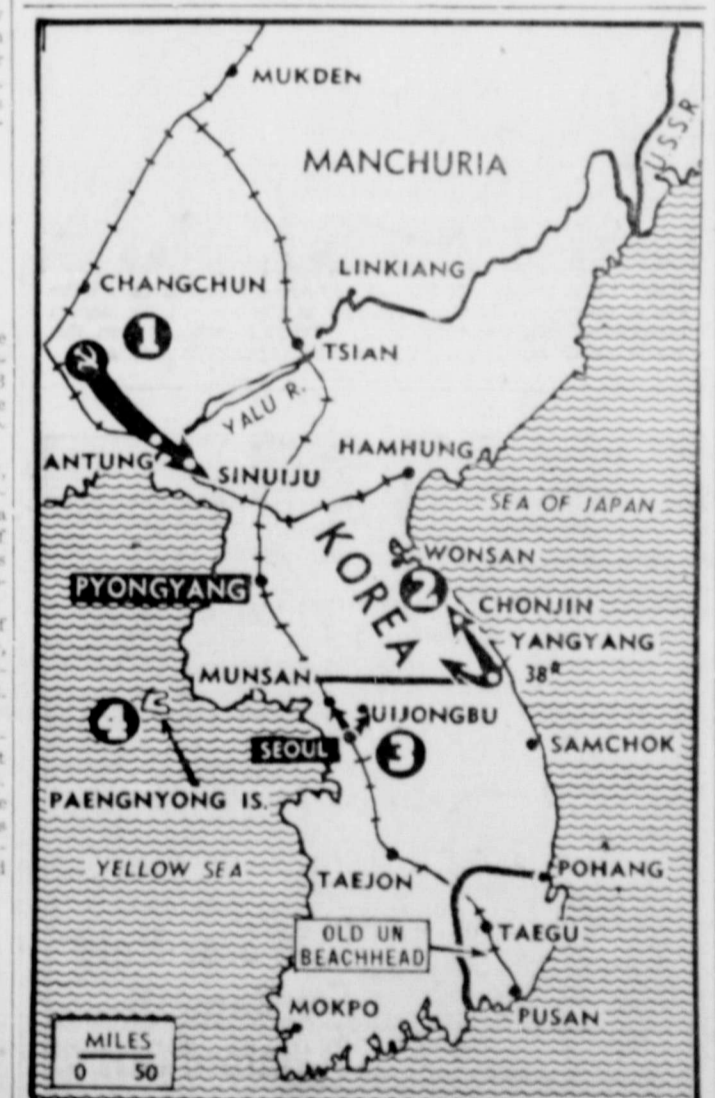 MUKDEN
MANCHURIA
U.S.S.R.
LINKIANG
CHANGCHUN
1
TSIAN
YALU R.
HAMHUNG
ANTUNG
SINUIJU
SEA OF JAPAN
KOREA
WONSAN
PYONGYANG
2
CHONJIN
YANGYANG
MUNSAN
38
4
UIJONGBU
SEOUL
3
SAMCHOK
PAENGNYONG IS.
YELLOW SEA
TAEJON
POHANG
OLD UN
BEACHHEAD
TAEGU
MOKPO
PUSAN
MILES
0 50